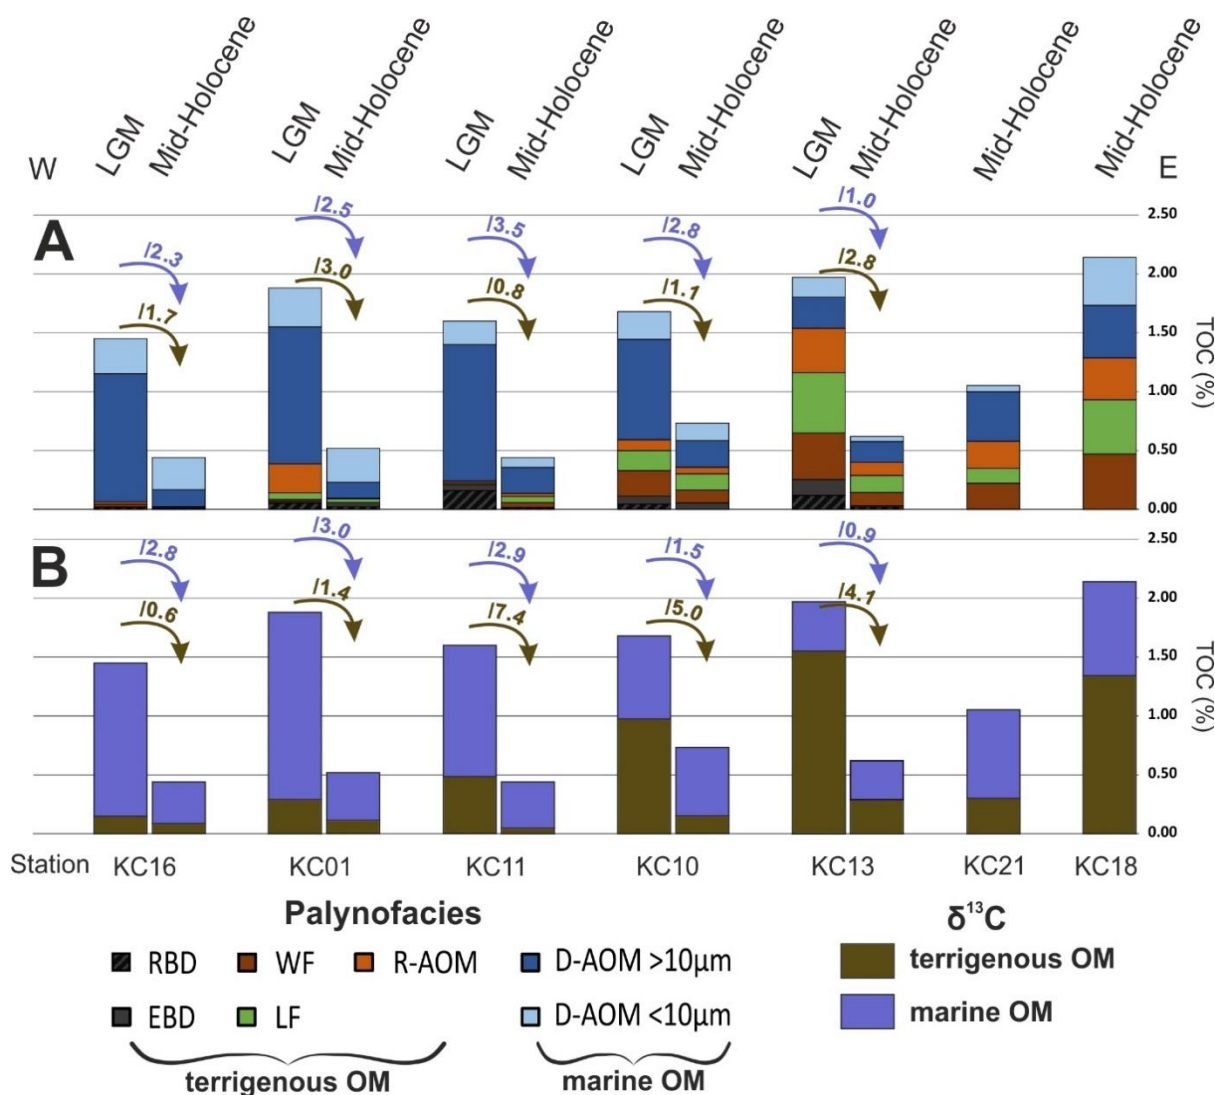 LGM Mid-Holocene LGM Mid-Holocene LGM Mid-Holocene LGM Mid-Holocene LGM Mid-Holocene Mid-Holocene Mid-Holocene
W E
A
/2.3 /2.5 /3.5 /2.8 /1.0
/1.7 /3.0 /0.8 /1.1 /2.8
2.50
2.00
1.50
1.00
0.50
0.00
TOC (%)
B
/2.8 /3.0 /2.9 /1.5 /0.9
/0.6 /1.4 /7.4 /5.0 /4.1
2.50
2.00
1.50
1.00
0.50
0.00
TOC (%)
Station KC16 KC01 KC11 KC10 KC13 KC21 KC18
Palynofacies
RBD WF R-AOM D-AOM >10µm
EBD LF D-AOM <10µm
terrigenous OM marine OM
δ¹³C
terrigenous OM
marine OM